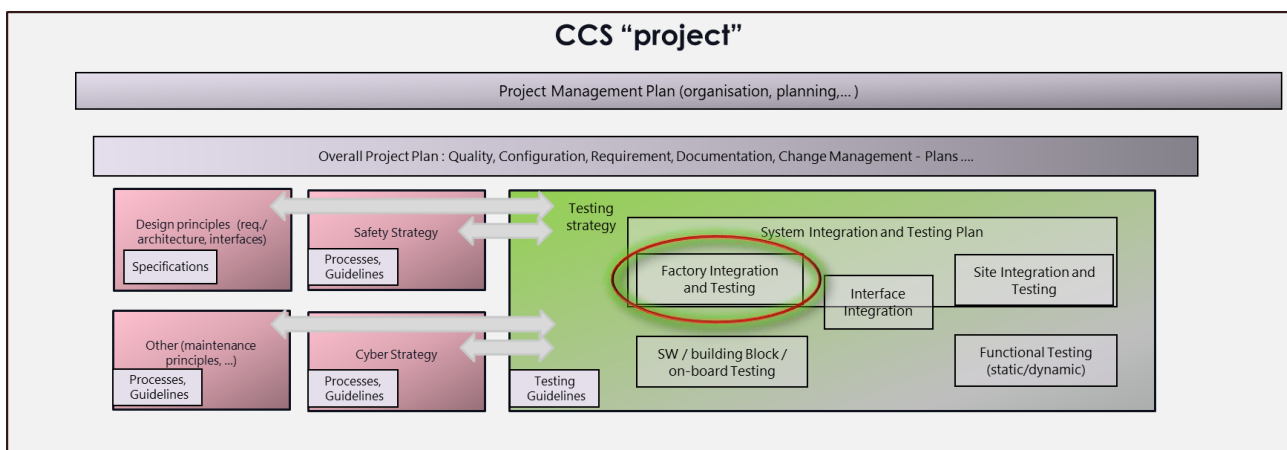 CCS “project”
Project Management Plan (organisation, planning,… )
Overall Project Plan : Quality, Configuration, Requirement, Documentation, Change Management - Plans ….
Design principles (req./
architecture, interfaces)
Specifications
Safety Strategy
Processes,
Guidelines
Testing
strategy
System Integration and Testing Plan
Factory Integration
and Testing
Interface
Integration
Site Integration and
Testing
Other (maintenance
principles, …)
Processes,
Guidelines
Cyber Strategy
Processes,
Guidelines
Testing
Guidelines
SW / building Block /
on-board Testing
Functional Testing
(static/dynamic)